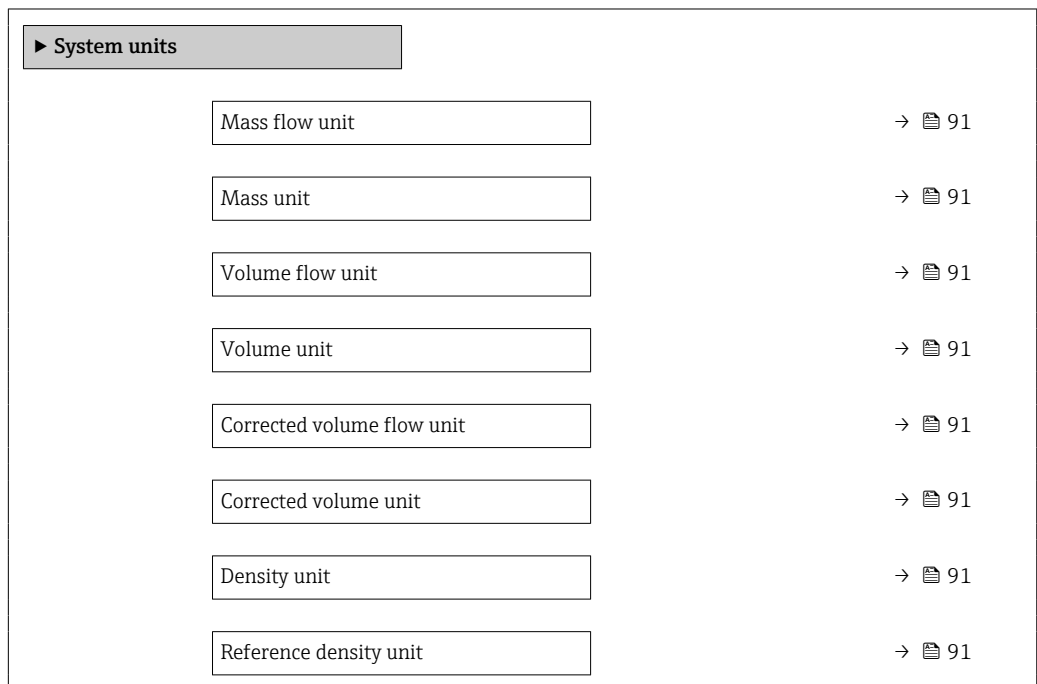 ▶ System units
Mass flow unit → 91
Mass unit → 91
Volume flow unit → 91
Volume unit → 91
Corrected volume flow unit → 91
Corrected volume unit → 91
Density unit → 91
Reference density unit → 91